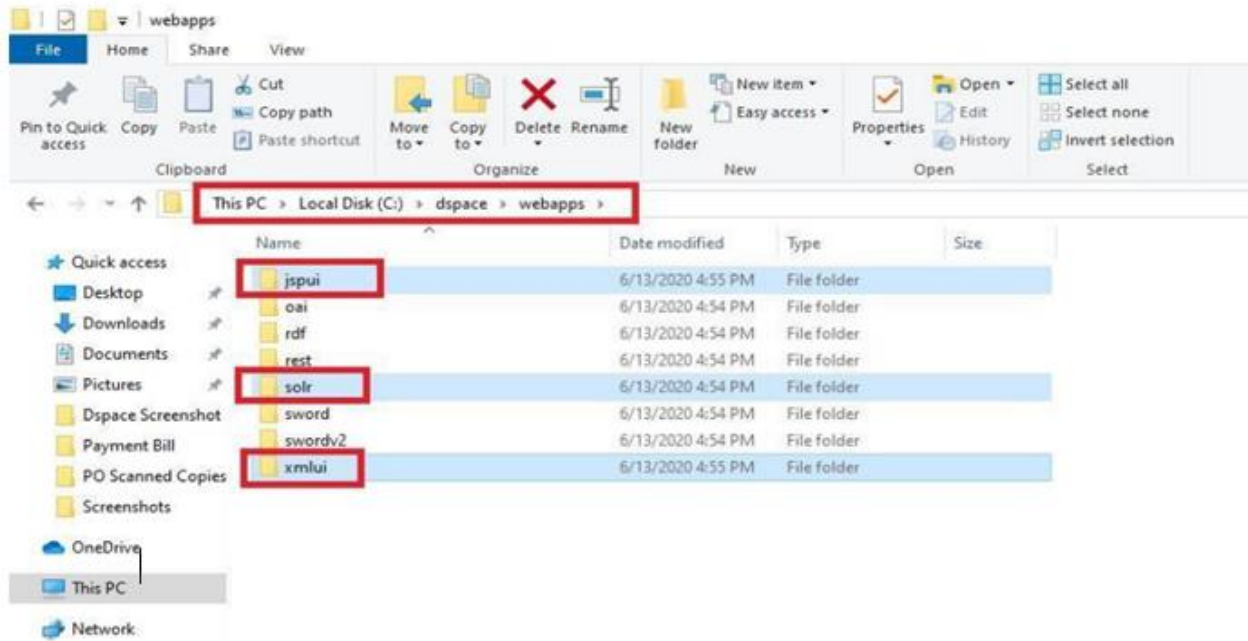 webapps
File Home Share View
Pin to Quick access
Copy
Paste
Cut
Copy path
Paste shortcut
Move to
Copy to
Delete
Rename
New folder
New item
Easy access
Properties
Open
Edit
History
Select all
Select none
Invert selection
Clipboard Organize New Open Select
This PC > Local Disk (C:) > dspace > webapps >
Name Date modified Type Size
Quick access
Desktop
Downloads
Documents
Pictures
Dspace Screenshot
Payment Bill
PO Scanned Copies
Screenshots
OneDrive
This PC
Network
jspui 6/13/2020 4:55 PM File folder
oai 6/13/2020 4:54 PM File folder
rdf 6/13/2020 4:54 PM File folder
rest 6/13/2020 4:54 PM File folder
solr 6/13/2020 4:54 PM File folder
sword 6/13/2020 4:54 PM File folder
swordv2 6/13/2020 4:54 PM File folder
xmlui 6/13/2020 4:55 PM File folder